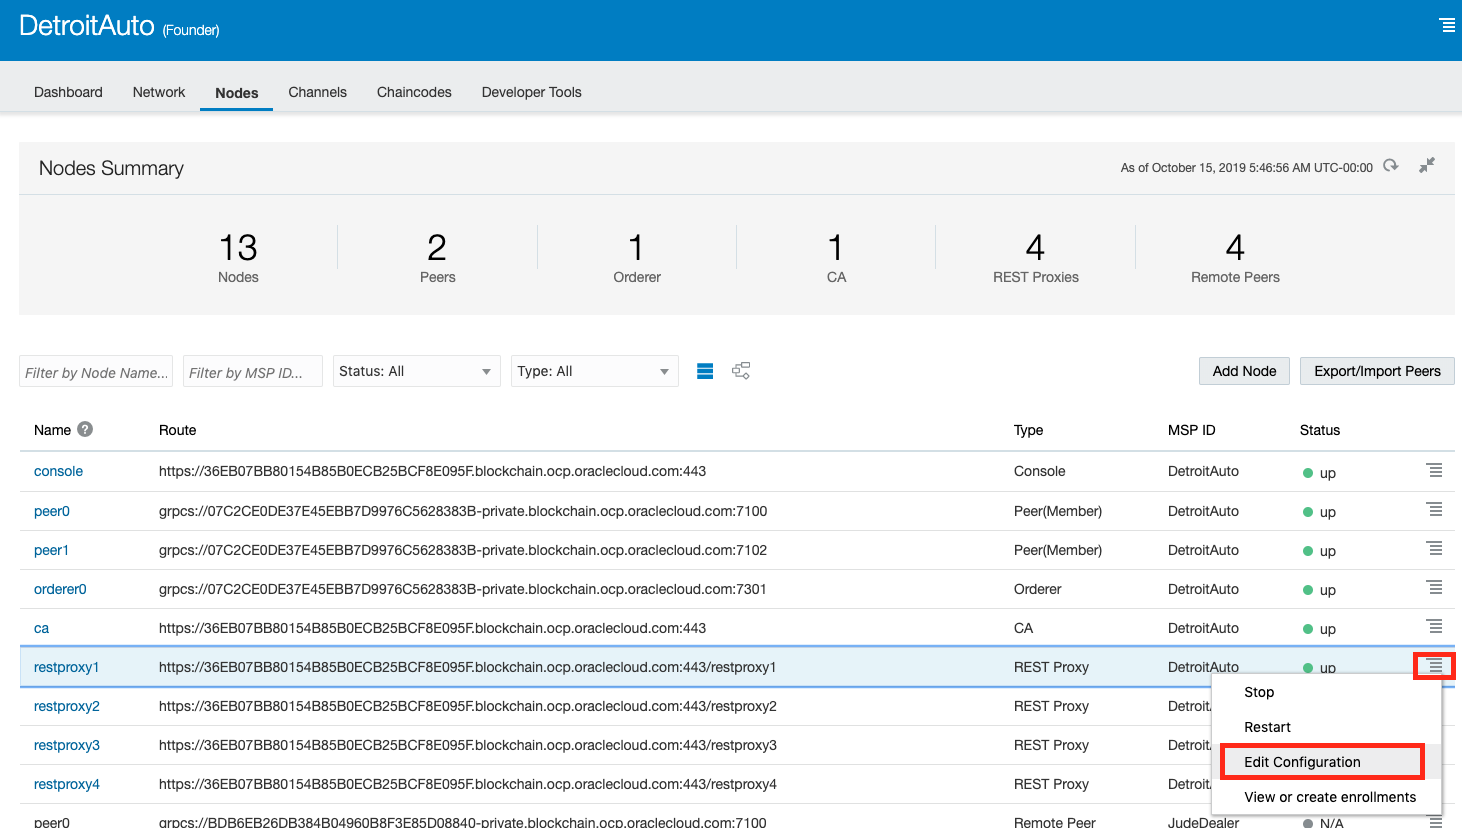 DetroitAuto (Founder)
Dashboard Network Nodes Channels Chaincodes Developer Tools
Nodes Summary As of October 15, 2019 5:46:56 AM UTC-00:00
13 2 1 1 4 4
Nodes Peers Orderer CA REST Proxies Remote Peers
Filter by Node Name... Filter by MSP ID... Status: All Type: All Add Node Export/Import Peers
Name ? Route Type MSP ID Status
console https://36EB07BB80154B85B0ECB25BCF8E095F.blockchain.ocp.oraclecloud.com:443 Console DetroitAuto up
peer0 grpcs://07C2CE0DE37E45EBB7D9976C5628383B-private.blockchain.ocp.oraclecloud.com:7100 Peer(Member) DetroitAuto up
peer1 grpcs://07C2CE0DE37E45EBB7D9976C5628383B-private.blockchain.ocp.oraclecloud.com:7102 Peer(Member) DetroitAuto up
orderer0 grpcs://07C2CE0DE37E45EBB7D9976C5628383B-private.blockchain.ocp.oraclecloud.com:7301 Orderer DetroitAuto up
ca https://36EB07BB80154B85B0ECB25BCF8E095F.blockchain.ocp.oraclecloud.com:443 CA DetroitAuto up
restproxy1 https://36EB07BB80154B85B0ECB25BCF8E095F.blockchain.ocp.oraclecloud.com:443/restproxy1 REST Proxy DetroitAuto up
Stop
restproxy2 https://36EB07BB80154B85B0ECB25BCF8E095F.blockchain.ocp.oraclecloud.com:443/restproxy2 REST Proxy Detroit
Restart
restproxy3 https://36EB07BB80154B85B0ECB25BCF8E095F.blockchain.ocp.oraclecloud.com:443/restproxy3 REST Proxy Detroit
Edit Configuration
restproxy4 https://36EB07BB80154B85B0ECB25BCF8E095F.blockchain.ocp.oraclecloud.com:443/restproxy4 REST Proxy Detroit
View or create enrollments
peer0 grpcs://BDB6EB26DB384B04960B8F3E85D08840-private.blockchain.ocp.oraclecloud.com:7100 Remote Peer JudeDealer N/A